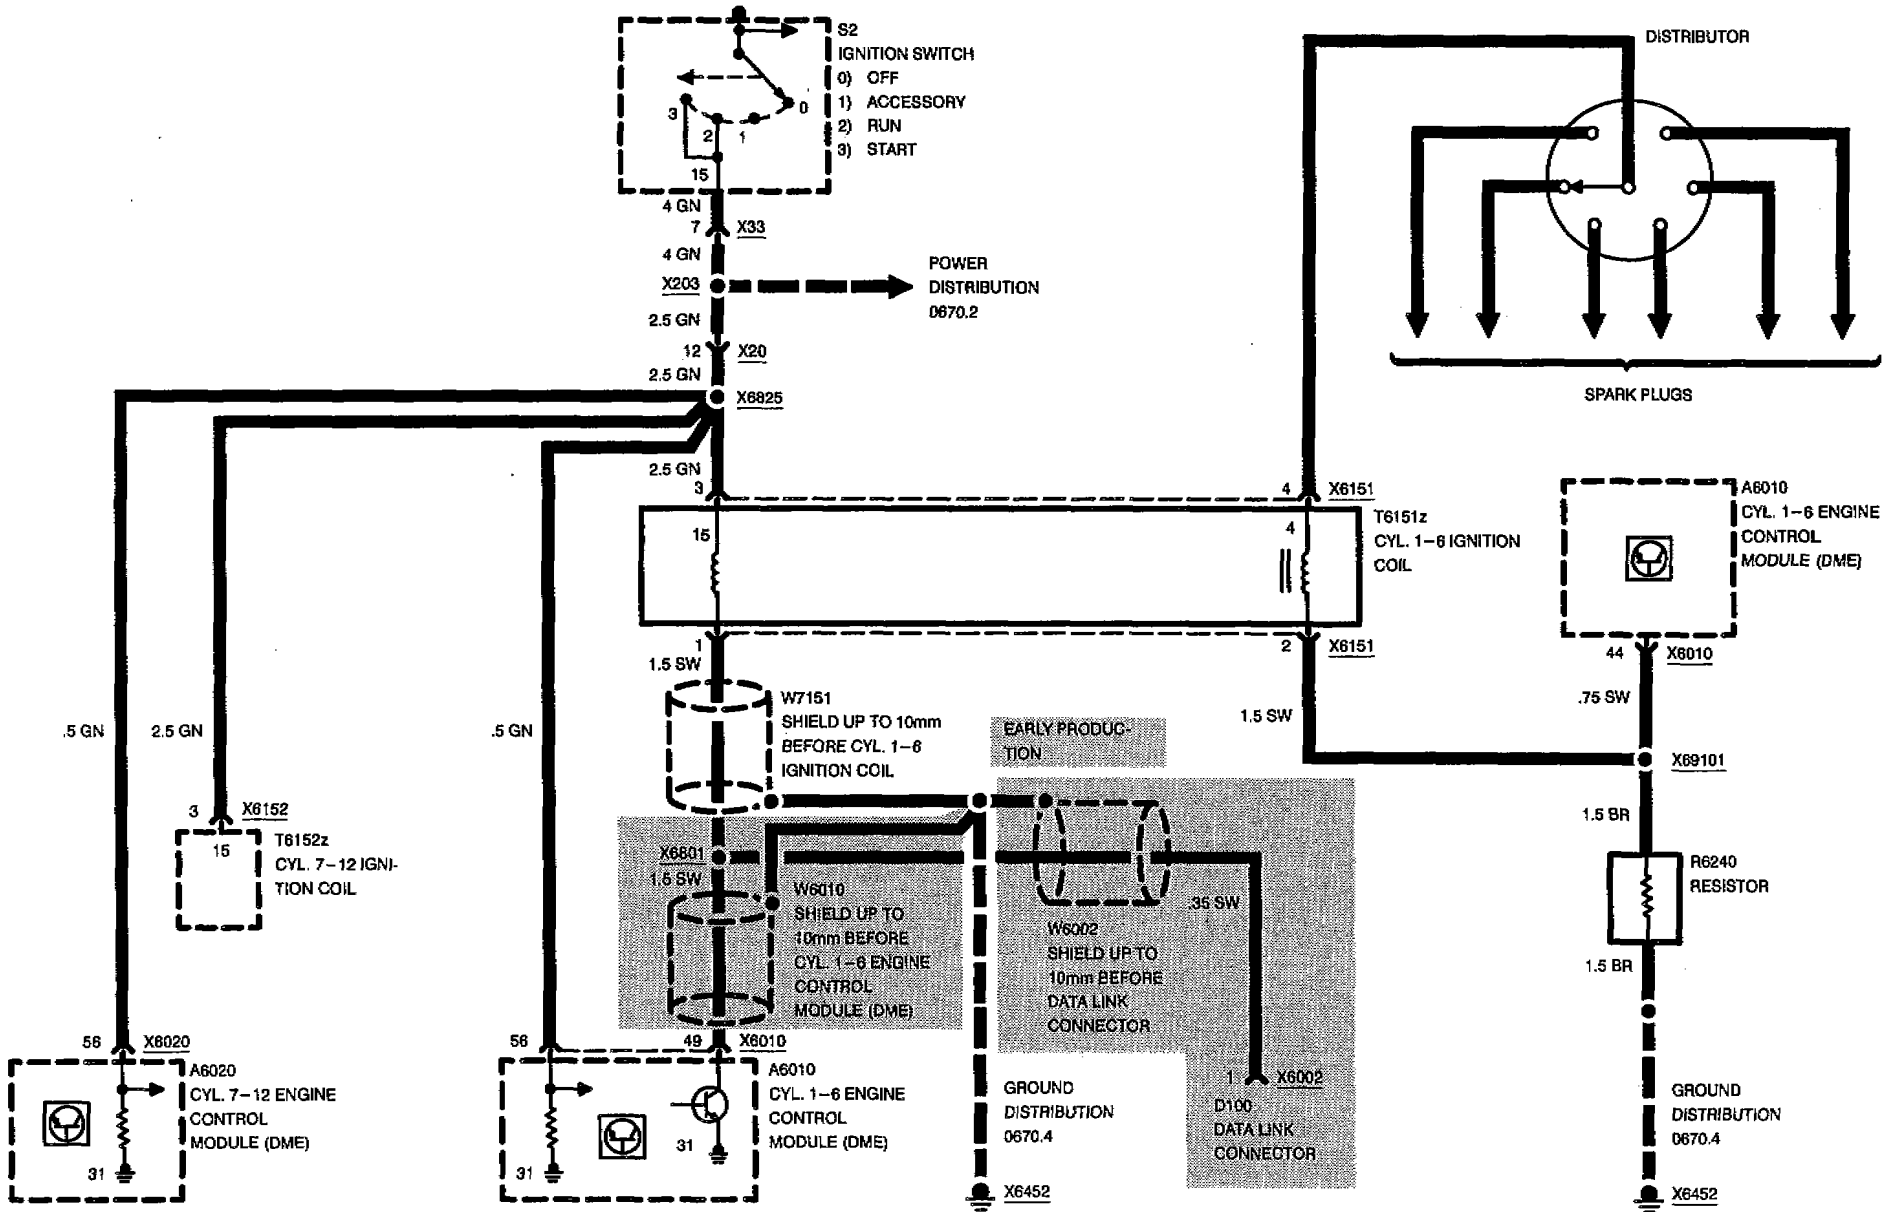 S2
IGNITION SWITCH
0) OFF
1) ACCESSORY
2) RUN
3) START
3
2
1
0
15
4 GN
7
X33
4 GN
X203
POWER
DISTRIBUTION
0670.2
2.5 GN
12
X20
2.5 GN
X6825
2.5 GN
3
DISTRIBUTOR
SPARK PLUGS
4
X6151
15
4
T6151z
CYL. 1-6 IGNITION
COIL
1
2
X6151
1.5 SW
1.5 SW
A6010
CYL. 1-6 ENGINE
CONTROL
MODULE (DME)
44
X6010
.75 SW
X69101
1.5 BR
R6240
RESISTOR
1.5 BR
GROUND
DISTRIBUTION
0670.4
X6452
.5 GN
2.5 GN
.5 GN
3
X6152
15
T6152z
CYL. 7-12 IGNI-
TION COIL
W7151
SHIELD UP TO 10mm
BEFORE CYL. 1-6
IGNITION COIL
EARLY PRODUC-
TION
X6801
1.5 SW
W6010
SHIELD UP TO
10mm BEFORE
CYL. 1-6 ENGINE
CONTROL
MODULE (DME)
.35 SW
W6002
SHIELD UP TO
10mm BEFORE
DATA LINK
CONNECTOR
1
X6002
D100
DATA LINK
CONNECTOR
GROUND
DISTRIBUTION
0670.4
X6452
56
X6020
A6020
CYL. 7-12 ENGINE
CONTROL
MODULE (DME)
31
56
49
X6010
A6010
CYL. 1-6 ENGINE
CONTROL
MODULE (DME)
31
31